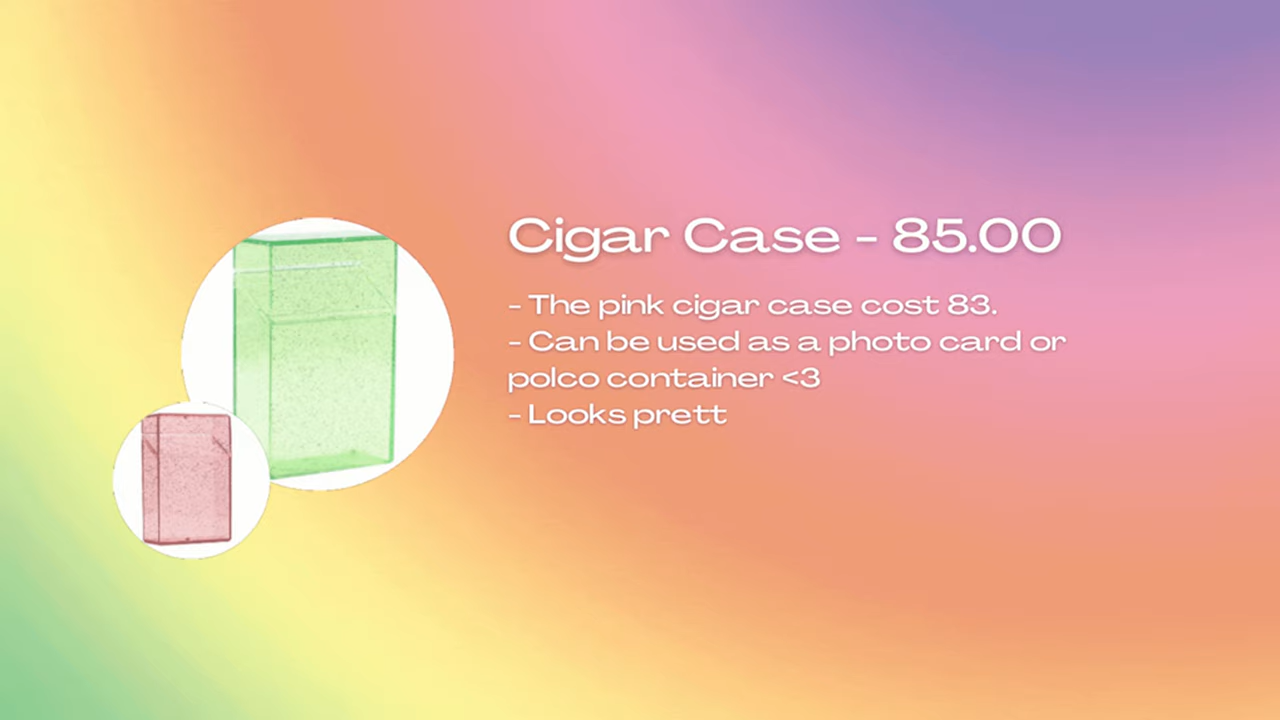 Cigar Case - 85.00
- The pink cigar case cost 83.
- Can be used as a photo card or
polco container <3
- Looks prett